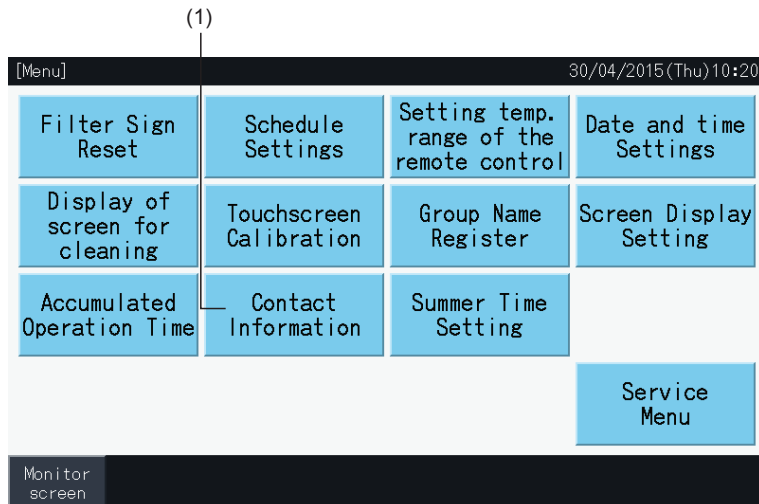 (1)
[Menu] 30/04/2015(Thu)10:20
Filter Sign
Reset
Schedule
Settings
Setting temp.
range of the
remote control
Date and time
Settings
Display of
screen for
cleaning
Touchscreen
Calibration
Group Name
Register
Screen Display
Setting
Accumulated
Operation Time
Contact
Information
Summer Time
Setting
Service
Menu
Monitor
screen